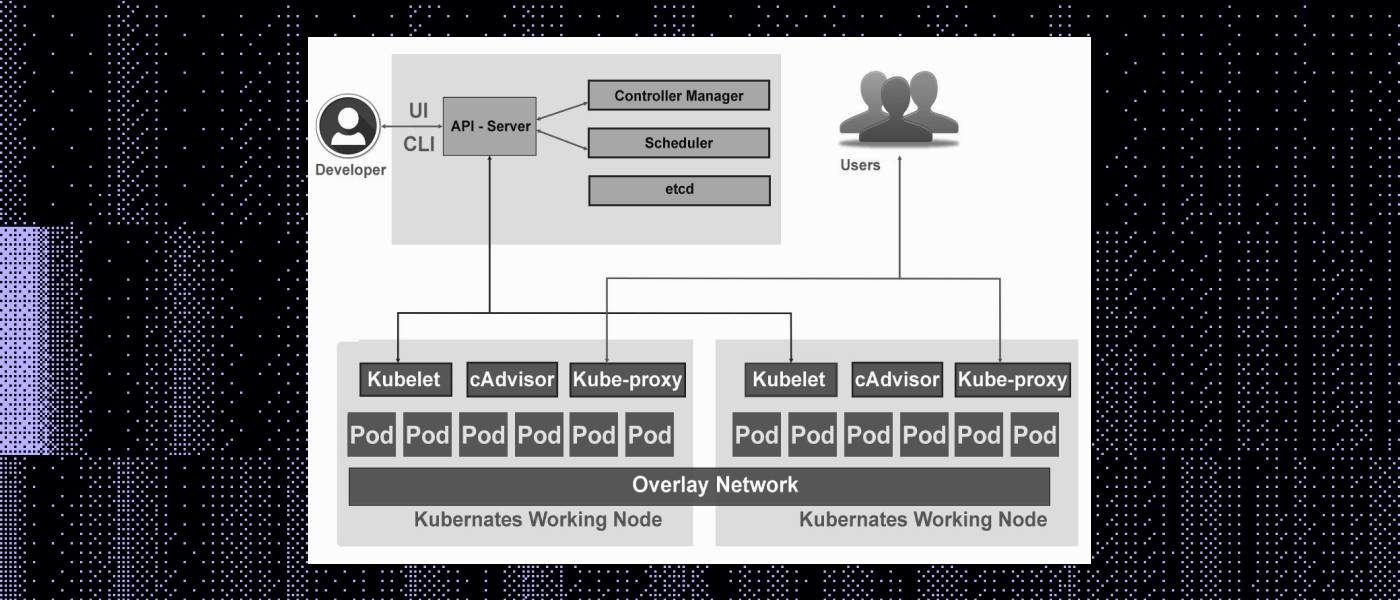 UI
CLI
Developer
API - Server
Controller Manager
Scheduler
etcd
Users
Kubelet
cAdvisor
Kube-proxy
Pod Pod Pod Pod Pod Pod
Kubelet
cAdvisor
Kube-proxy
Pod Pod Pod Pod Pod Pod
Overlay Network
Kubernates Working Node
Kubernates Working Node